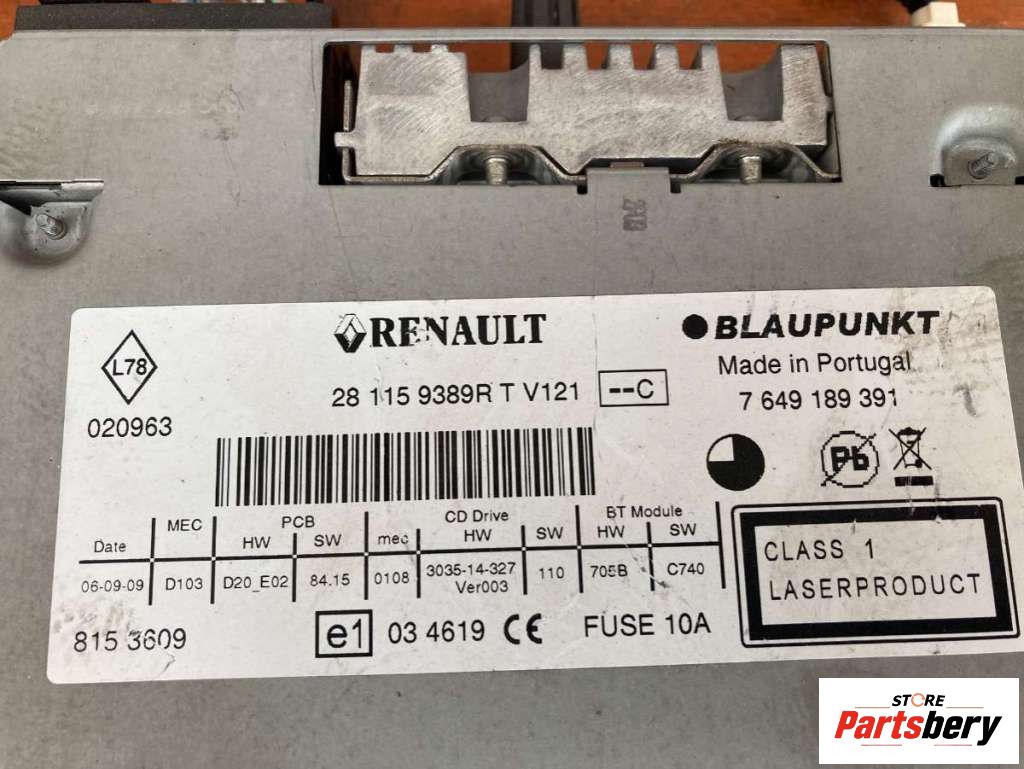 RENAULT
BLAUPUNKT
L78
Made in Portugal
28 115 9389R T V121 --C
7 649 189 391
020963
Pb
MEC PCB CD Drive BT Module
Date HW SW mec HW SW HW SW
06-09-09 D103 D20_E02 84.15 0108 3035-14-327 Ver003 110 705B C740
CLASS 1
LASERPRODUCT
815 3609 e1 03 4619 CE FUSE 10A
STORE
Partsbery